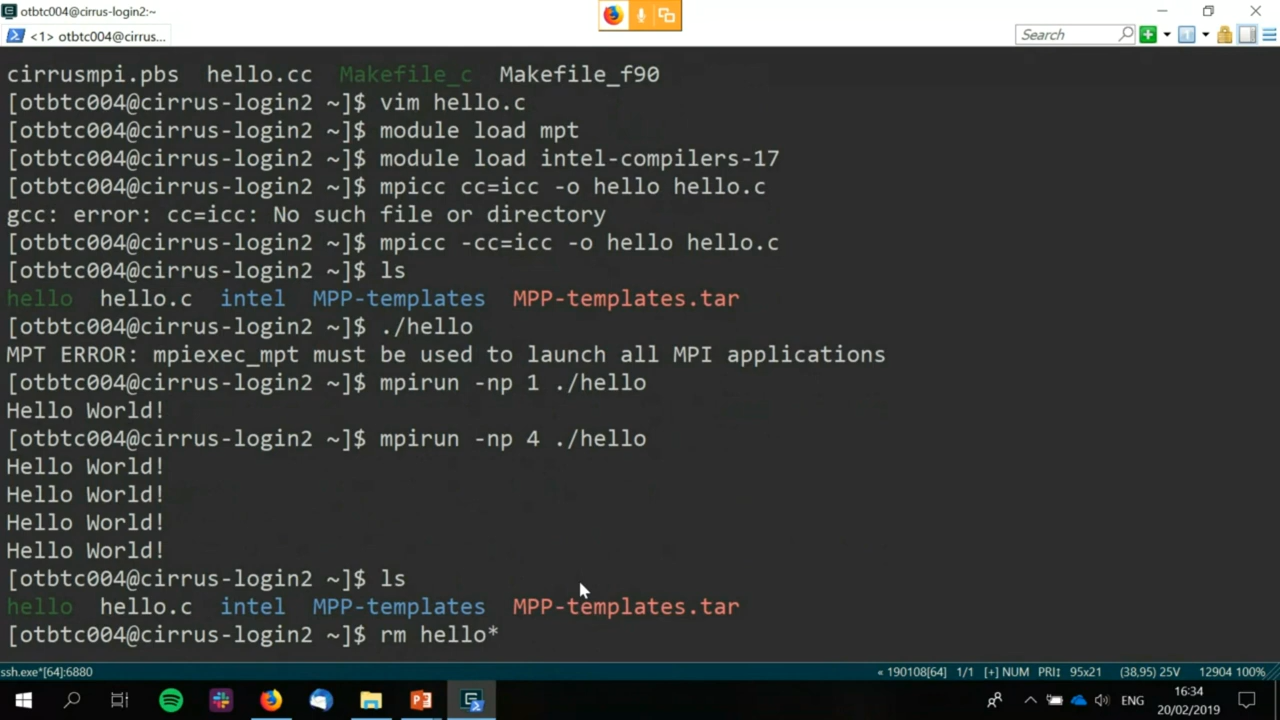 otbtc004@cirrus-login2:~
<1> otbtc004@cirrus...
Search
cirrusmpi.pbs hello.cc Makefile_c Makefile_f90
[otbtc004@cirrus-login2 ~]$ vim hello.c
[otbtc004@cirrus-login2 ~]$ module load mpt
[otbtc004@cirrus-login2 ~]$ module load intel-compilers-17
[otbtc004@cirrus-login2 ~]$ mpicc cc=icc -o hello hello.c
gcc: error: cc=icc: No such file or directory
[otbtc004@cirrus-login2 ~]$ mpicc -cc=icc -o hello hello.c
[otbtc004@cirrus-login2 ~]$ ls
hello hello.c intel MPP-templates MPP-templates.tar
[otbtc004@cirrus-login2 ~]$ ./hello
MPT ERROR: mpiexec_mpt must be used to launch all MPI applications
[otbtc004@cirrus-login2 ~]$ mpirun -np 1 ./hello
Hello World!
[otbtc004@cirrus-login2 ~]$ mpirun -np 4 ./hello
Hello World!
Hello World!
Hello World!
Hello World!
[otbtc004@cirrus-login2 ~]$ ls
hello hello.c intel MPP-templates MPP-templates.tar
[otbtc004@cirrus-login2 ~]$ rm hello*
ssh.exe*[64]:6880 « 190108[64] 1/1 [+] NUM PRI↕ 95x21 (38,95) 25V 12904 100%
ENG
16:34
20/02/2019